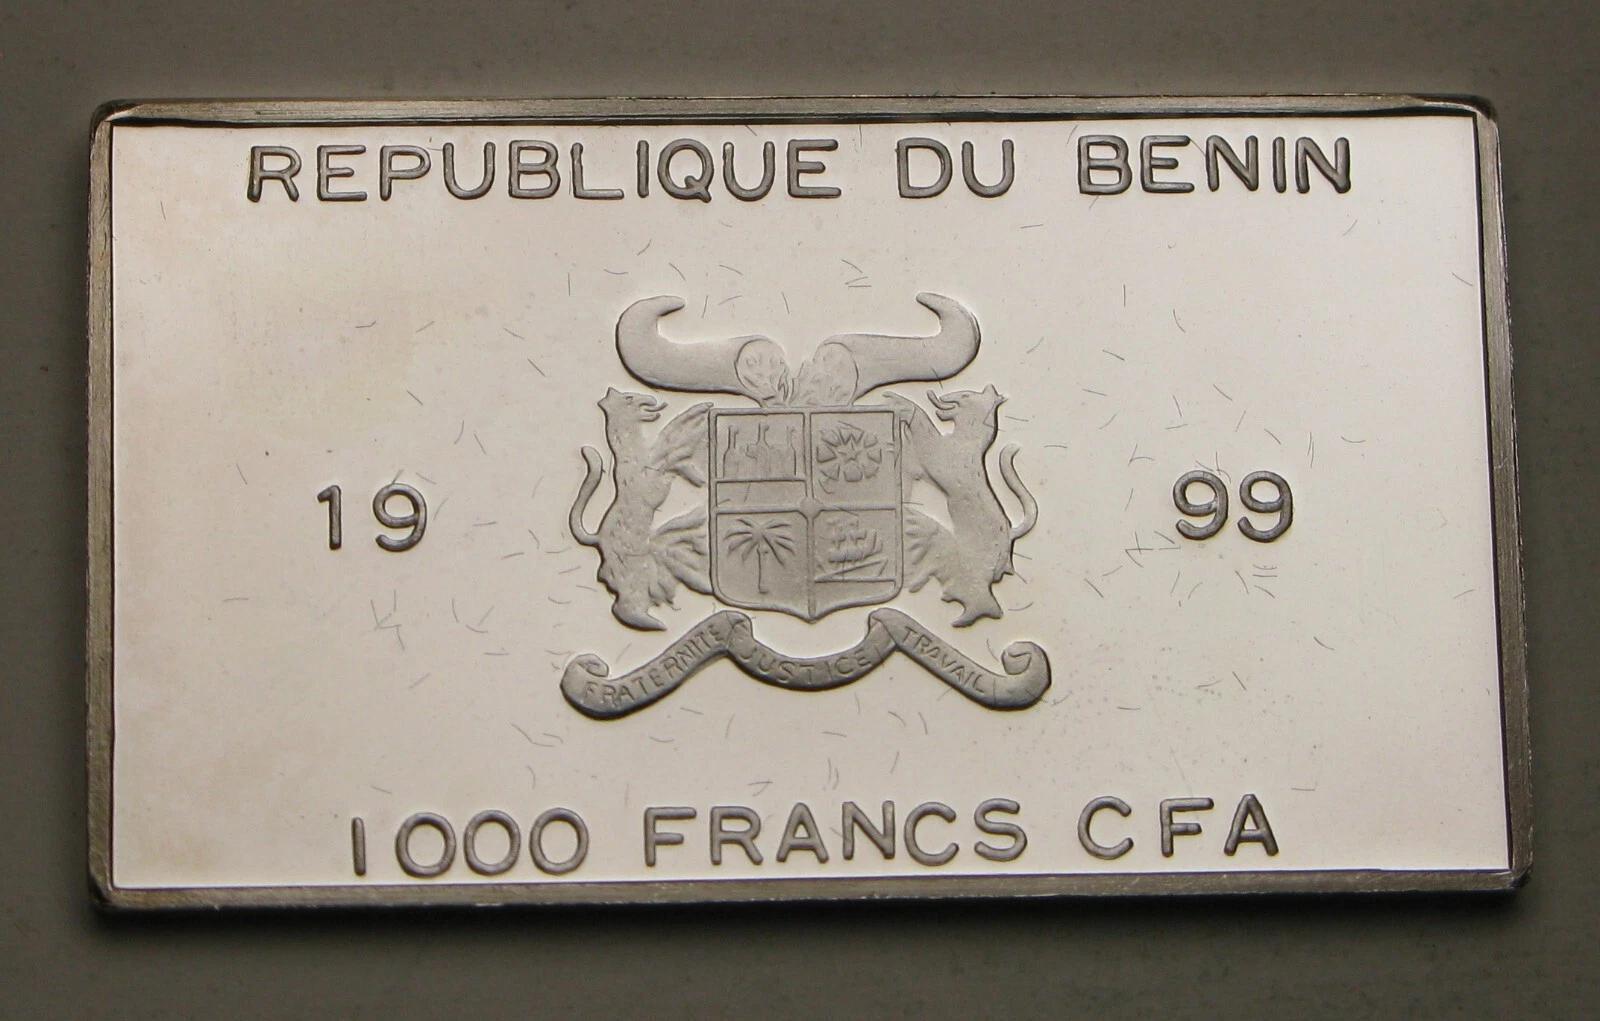 REPUBLIQUE DU BENIN
19 99
FRATERNITE JUSTICE TRAVAIL
1000 FRANCS CFA